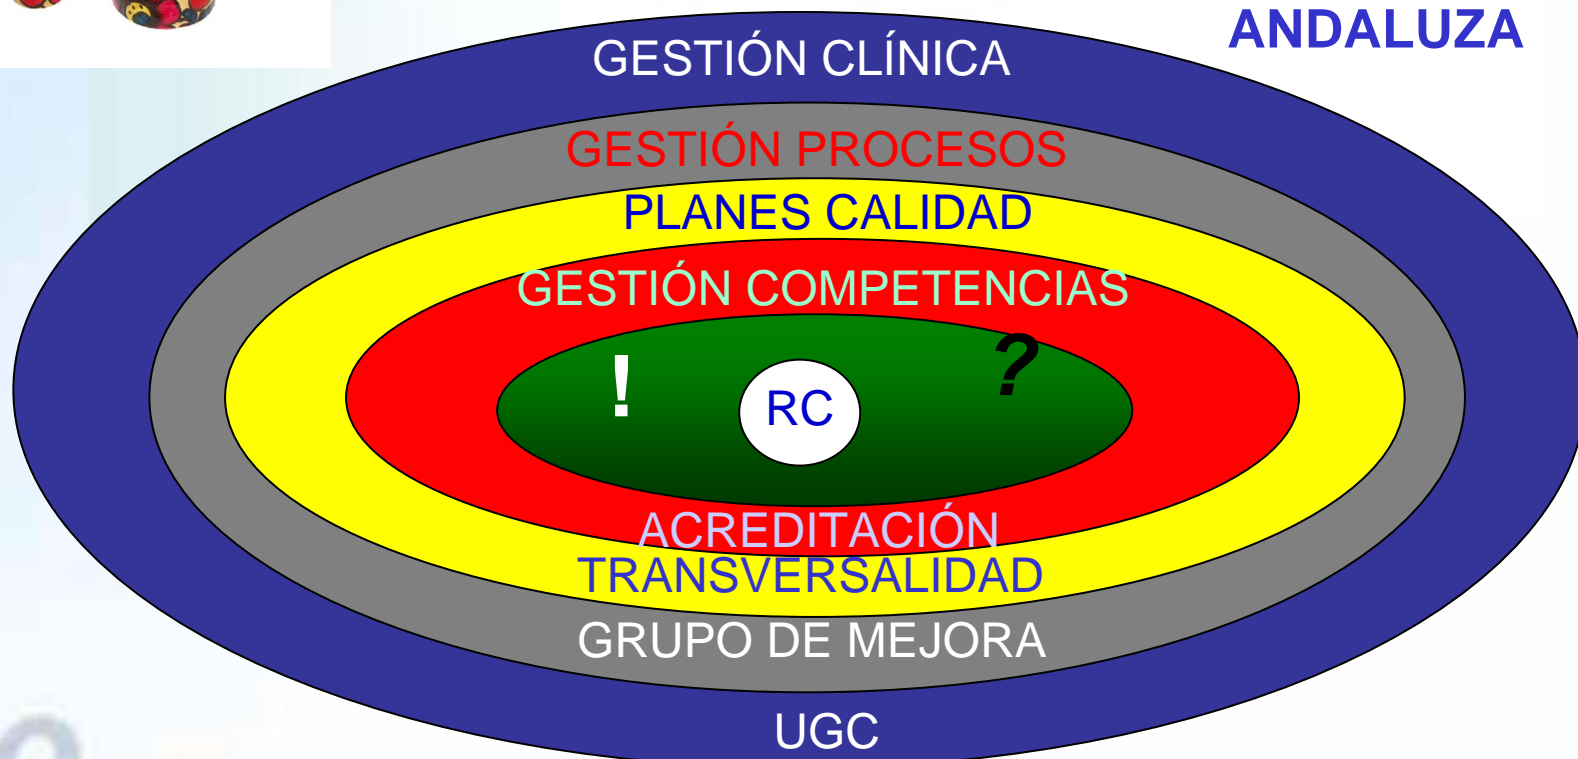 ANDALUZA
GESTIÓN CLÍNICA
GESTIÓN PROCESOS
PLANES CALIDAD
GESTIÓN COMPETENCIAS
! RC ?
ACREDITACIÓN
TRANSVERSALIDAD
GRUPO DE MEJORA
UGC